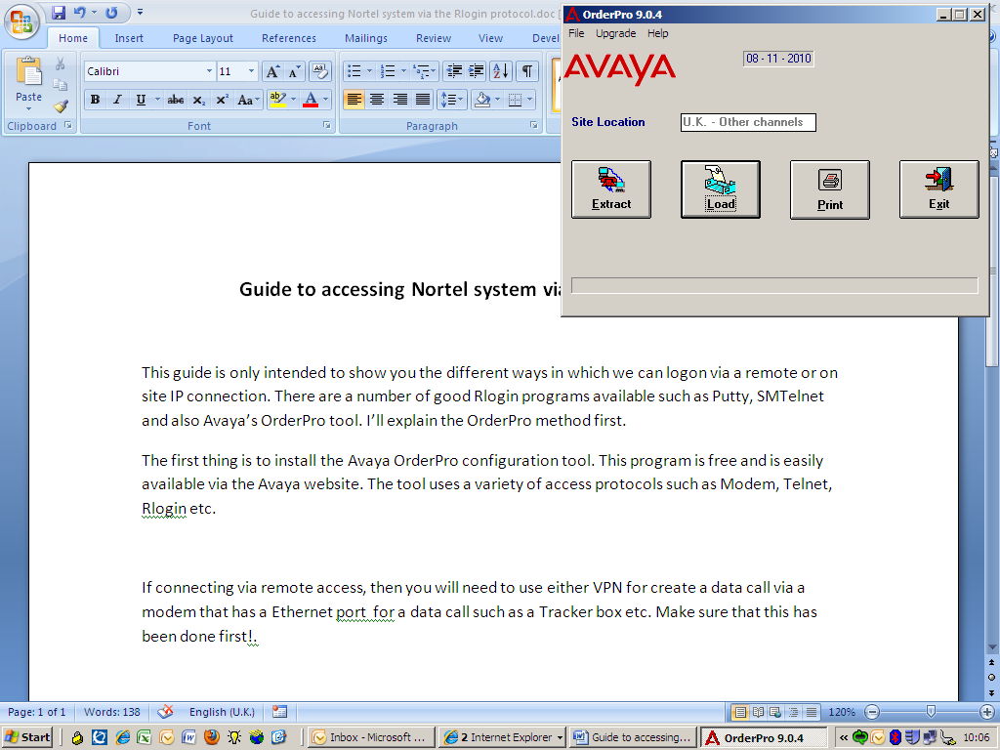 Guide to accessing Nortel system via the Rlogin protocol.doc [
Home Insert Page Layout References Mailings Review View Devel
Calibri 11
Paste
B I U abc x₂ x² Aa
Clipboard Font Paragraph
OrderPro 9.0.4
File Upgrade Help
AVAYA
08 - 11 - 2010
Site Location U.K. - Other channels
Extract Load Print Exit
Guide to accessing Nortel system via
This guide is only intended to show you the different ways in which we can logon via a remote or on
site IP connection. There are a number of good Rlogin programs available such as Putty, SMTelnet
and also Avaya's OrderPro tool. I'll explain the OrderPro method first.
The first thing is to install the Avaya OrderPro configuration tool. This program is free and is easily
available via the Avaya website. The tool uses a variety of access protocols such as Modem, Telnet,
Rlogin etc.
If connecting via remote access, then you will need to use either VPN for create a data call via a
modem that has a Ethernet port  for a data call such as a Tracker box etc. Make sure that this has
been done first!.
Page: 1 of 1 Words: 138 English (U.K.) 120%
Start Inbox - Microsoft ... 2 Internet Explorer Guide to accessing... OrderPro 9.0.4 « 10:06